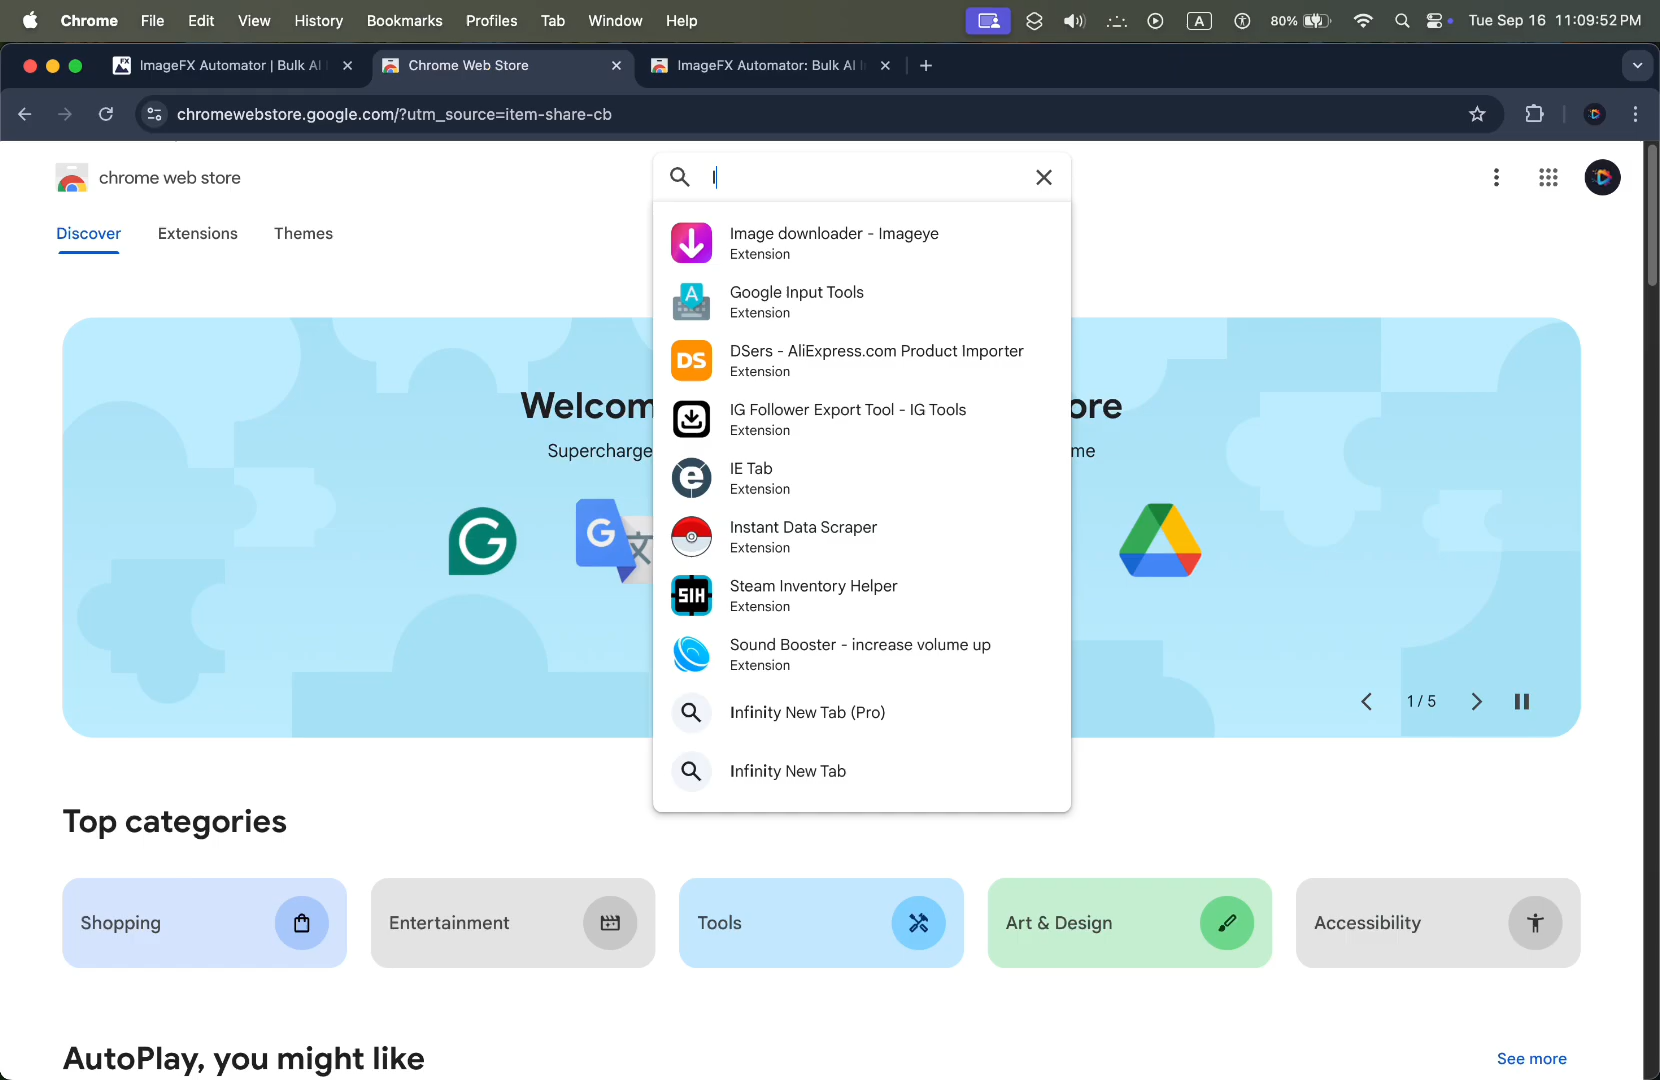 Chrome File Edit View History Bookmarks Profiles Tab Window Help A 80% Tue Sep 16 11:09:52 PM
ImageFX Automator | Bulk AI Chrome Web Store ImageFX Automator: Bulk AI
chromewebstore.google.com/?utm_source=item-share-cb
chrome web store
I
Discover Extensions Themes
Image downloader - Imageye
Extension
Google Input Tools
Extension
DS
DSers - AliExpress.com Product Importer
Extension
Welcom ore
IG Follower Export Tool - IG Tools
Extension
Supercharge me
IE Tab
Extension
Instant Data Scraper
Extension
SIH
Steam Inventory Helper
Extension
Sound Booster - increase volume up
Extension
Infinity New Tab (Pro)
1 / 5
Infinity New Tab
Top categories
Shopping Entertainment Tools Art & Design Accessibility
AutoPlay, you might like
See more